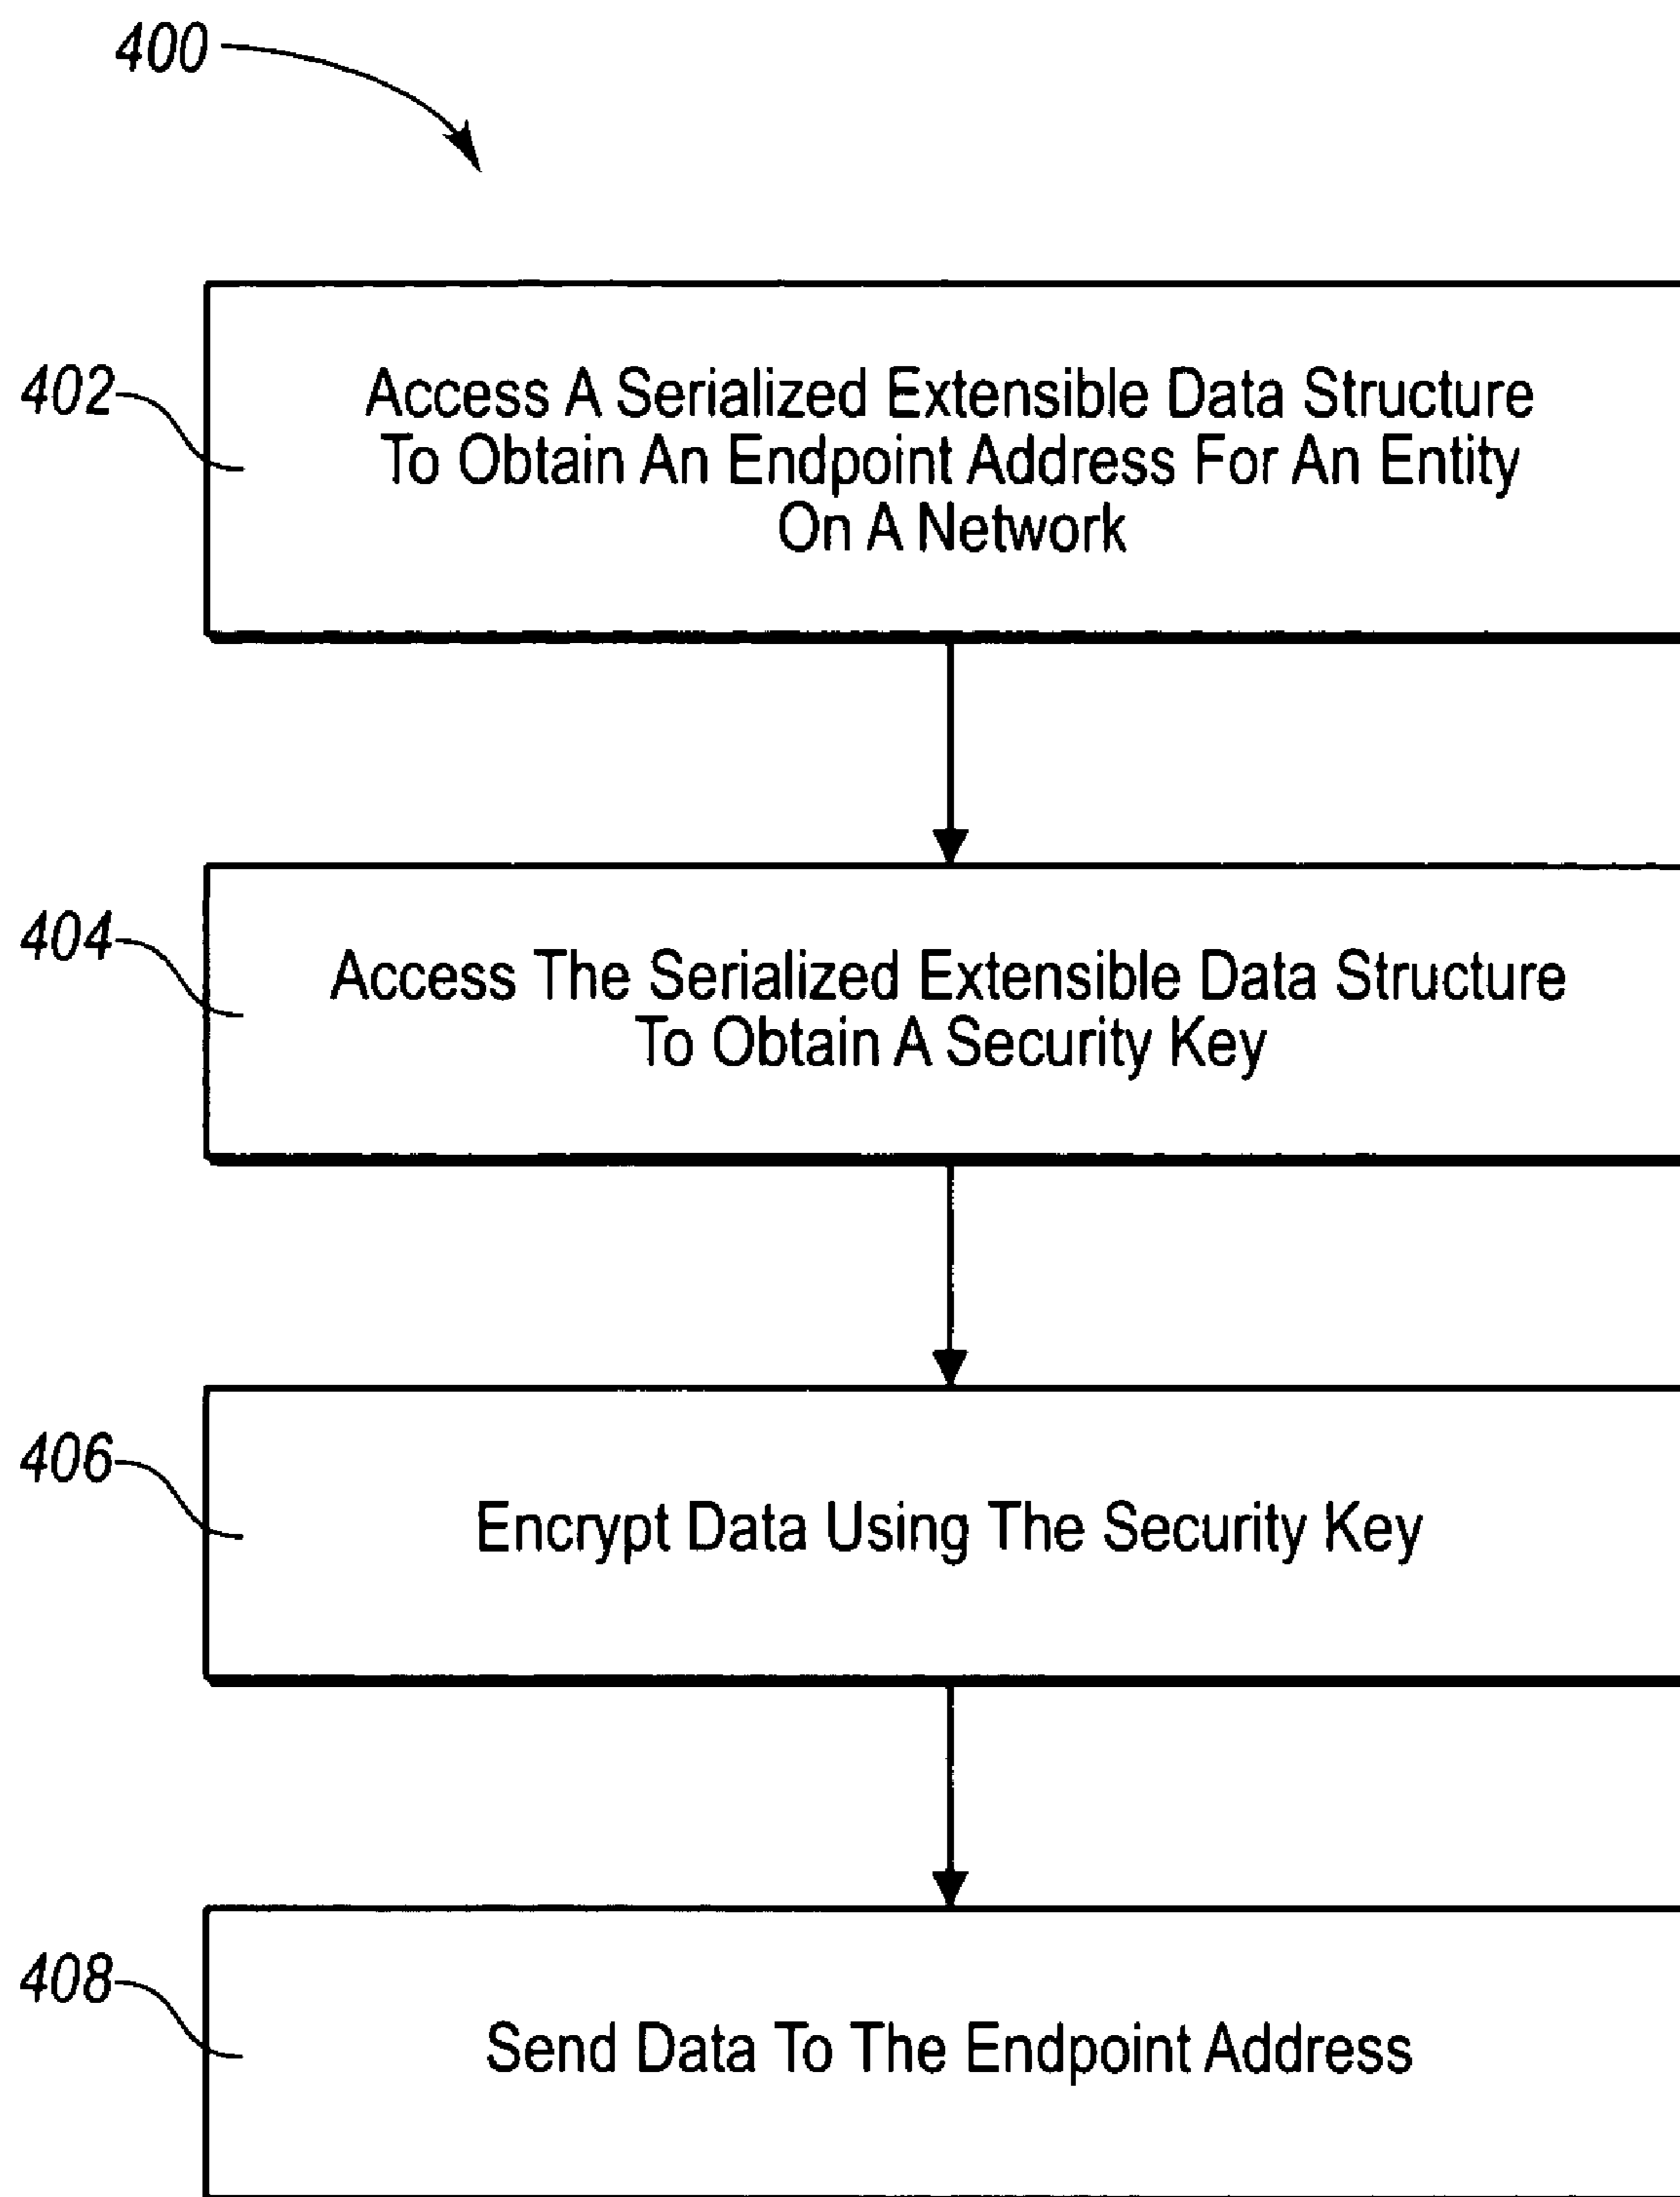 400
402
Access A Serialized Extensible Data Structure
To Obtain An Endpoint Address For An Entity
On A Network
404
Access The Serialized Extensible Data Structure
To Obtain A Security Key
406
Encrypt Data Using The Security Key
408
Send Data To The Endpoint Address